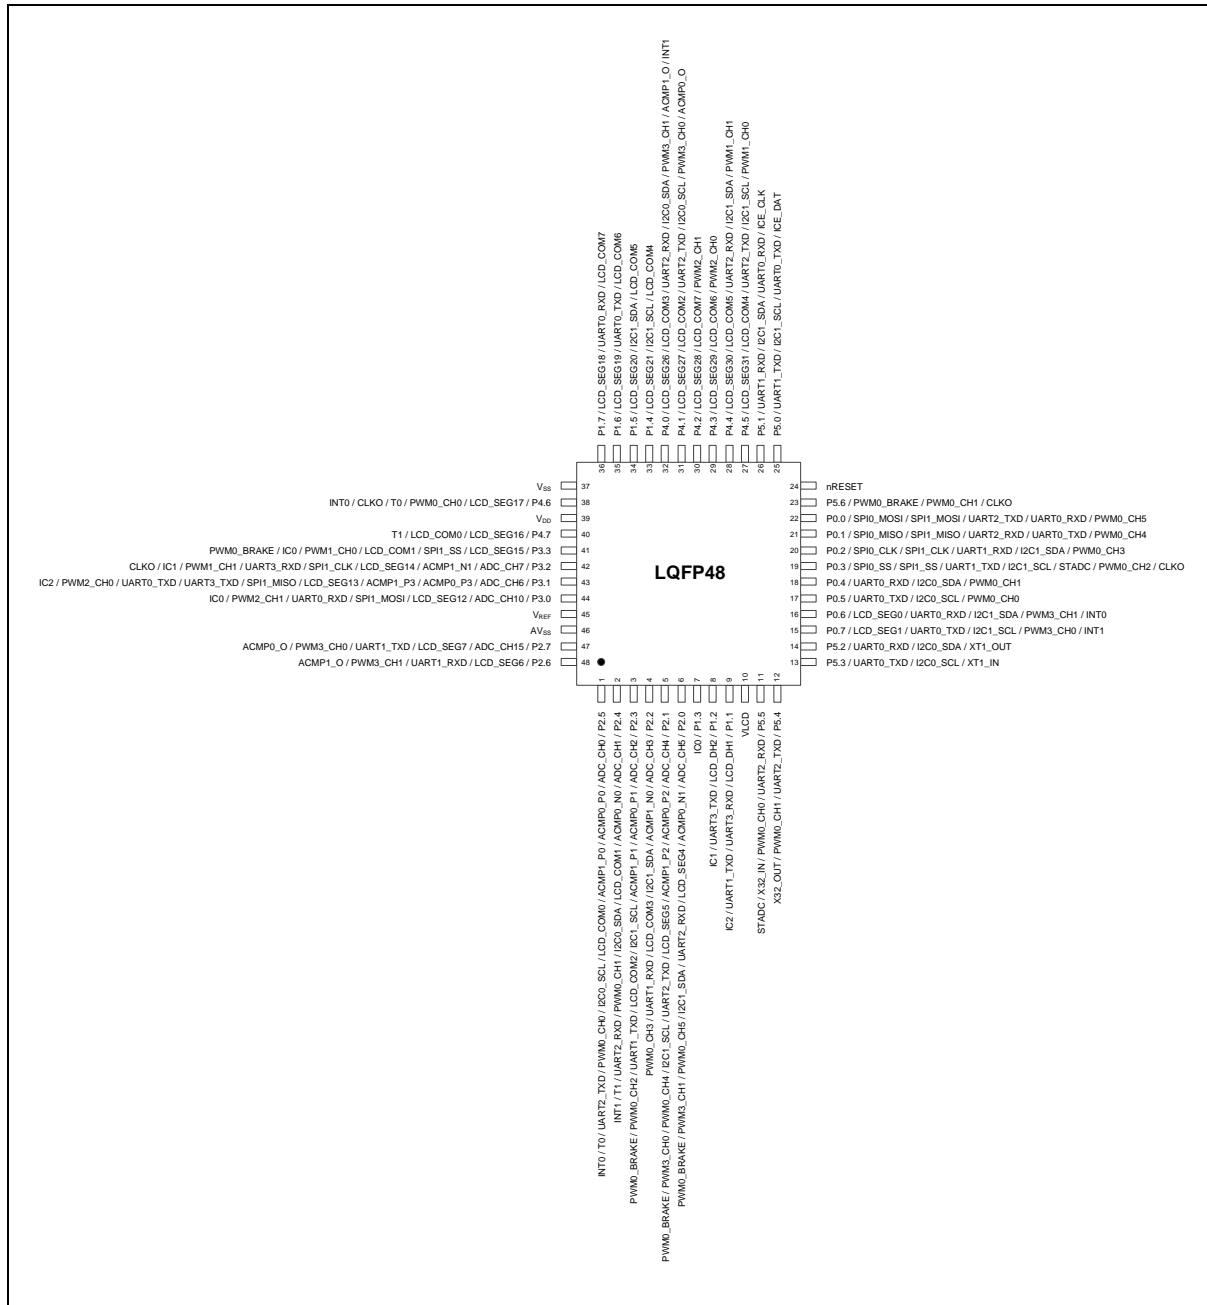 P1.7 / LCD_SEG18 / UART0_RXD / LCD_COM7
P1.6 / LCD_SEG19 / UART0_TXD / LCD_COM6
P1.5 / LCD_SEG20 / I2C1_SDA / LCD_COM5
P1.4 / LCD_SEG21 / I2C1_SCL / LCD_COM4
P4.0 / LCD_SEG26 / LCD_COM3 / UART2_RXD / I2C0_SDA / PWM3_CH1 / ACMP1_O / INT1
P4.1 / LCD_SEG27 / LCD_COM2 / UART2_TXD / I2C0_SCL / PWM3_CH0 / ACMP0_O
P4.2 / LCD_SEG28 / LCD_COM7 / PWM2_CH1
P4.3 / LCD_SEG29 / LCD_COM6 / PWM2_CH0
P4.4 / LCD_SEG30 / LCD_COM5 / UART2_RXD / I2C1_SDA / PWM1_CH1
P4.5 / LCD_SEG31 / LCD_COM4 / UART2_TXD / I2C1_SCL / PWM1_CH0
P5.1 / UART1_RXD / I2C1_SDA / UART0_RXD / ICE_CLK
P5.0 / UART1_TXD / I2C1_SCL / UART0_TXD / ICE_DAT
36 35 34 33 32 31 30 29 28 27 26 25
VSS 37
INT0 / CLKO / T0 / PWM0_CH0 / LCD_SEG17 / P4.6 38
VDD 39
T1 / LCD_COM0 / LCD_SEG16 / P4.7 40
PWM0_BRAKE / IC0 / PWM1_CH0 / LCD_COM1 / SPI1_SS / LCD_SEG15 / P3.3 41
CLKO / IC1 / PWM1_CH1 / UART3_RXD / SPI1_CLK / LCD_SEG14 / ACMP1_N1 / ADC_CH7 / P3.2 42
IC2 / PWM2_CH0 / UART0_TXD / UART3_TXD / SPI1_MISO / LCD_SEG13 / ACMP1_P3 / ACMP0_P3 / ADC_CH6 / P3.1 43
IC0 / PWM2_CH1 / UART0_RXD / SPI1_MOSI / LCD_SEG12 / ADC_CH10 / P3.0 44
VREF 45
AVSS 46
ACMP0_O / PWM3_CH0 / UART1_TXD / LCD_SEG7 / ADC_CH15 / P2.7 47
ACMP1_O / PWM3_CH1 / UART1_RXD / LCD_SEG6 / P2.6 48
LQFP48
24 nRESET
23 P5.6 / PWM0_BRAKE / PWM0_CH1 / CLKO
22 P0.0 / SPI0_MOSI / SPI1_MOSI / UART2_TXD / UART0_RXD / PWM0_CH5
21 P0.1 / SPI0_MISO / SPI1_MISO / UART2_RXD / UART0_TXD / PWM0_CH4
20 P0.2 / SPI0_CLK / SPI1_CLK / UART1_RXD / I2C1_SDA / PWM0_CH3
19 P0.3 / SPI0_SS / SPI1_SS / UART1_TXD / I2C1_SCL / STADC / PWM0_CH2 / CLKO
18 P0.4 / UART0_RXD / I2C0_SDA / PWM0_CH1
17 P0.5 / UART0_TXD / I2C0_SCL / PWM0_CH0
16 P0.6 / LCD_SEG0 / UART0_RXD / I2C1_SDA / PWM3_CH1 / INT0
15 P0.7 / LCD_SEG1 / UART0_TXD / I2C1_SCL / PWM3_CH0 / INT1
14 P5.2 / UART0_RXD / I2C0_SDA / XT1_OUT
13 P5.3 / UART0_TXD / I2C0_SCL / XT1_IN
1 2 3 4 5 6 7 8 9 10 11 12
INT0 / T0 / UART2_TXD / PWM0_CH0 / I2C0_SCL / LCD_COM0 / ACMP1_P0 / ACMP0_P0 / ADC_CH0 / P2.5
INT1 / T1 / UART2_RXD / PWM0_CH1 / I2C0_SDA / LCD_COM1 / ACMP0_N0 / ADC_CH1 / P2.4
PWM0_BRAKE / PWM0_CH2 / UART1_TXD / LCD_COM2 / I2C1_SCL / ACMP1_P1 / ACMP0_P1 / ADC_CH2 / P2.3
PWM0_CH3 / UART1_RXD / LCD_COM3 / I2C1_SDA / ACMP1_N0 / ADC_CH3 / P2.2
PWM0_BRAKE / PWM3_CH0 / PWM0_CH4 / I2C1_SCL / UART2_TXD / LCD_SEG5 / ACMP1_P2 / ACMP0_P2 / ADC_CH4 / P2.1
PWM0_BRAKE / PWM3_CH1 / PWM0_CH5 / I2C1_SDA / UART2_RXD / LCD_SEG4 / ACMP0_N1 / ADC_CH5 / P2.0
IC0 / P1.3
IC1 / UART3_TXD / LCD_DH2 / P1.2
IC2 / UART1_TXD / UART3_RXD / LCD_DH1 / P1.1
VLCD
STADC / X32_IN / PWM0_CH0 / UART2_RXD / P5.5
X32_OUT / PWM0_CH1 / UART2_TXD / P5.4